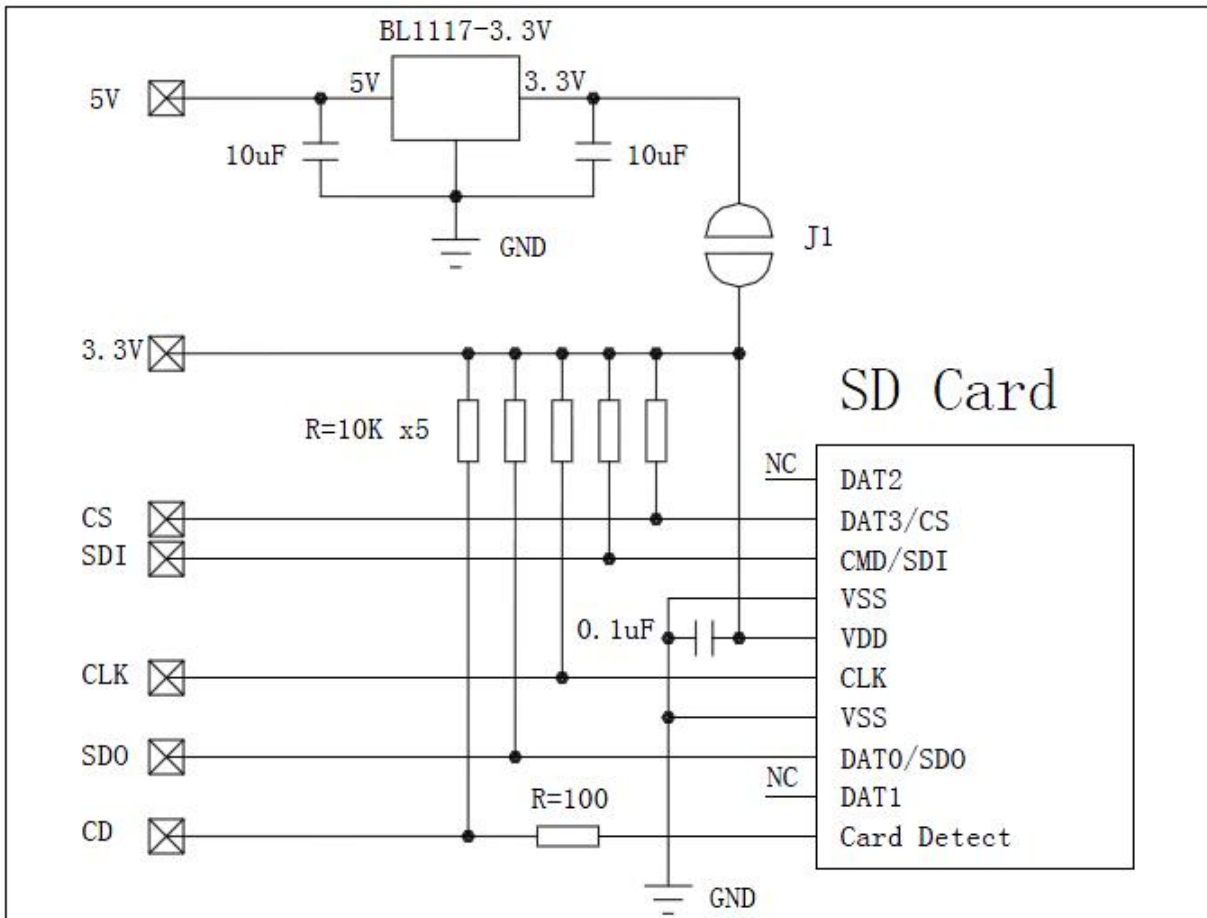 BL1117-3.3V
5V 5V 3.3V
10uF 10uF
J1
GND
3.3V
SD Card
R=10K x5
NC
DAT2
CS DAT3/CS
SDI CMD/SDI
VSS
0.1uF VDD
CLK CLK
VSS
SDO DAT0/SDO
NC
R=100 DAT1
CD Card Detect
GND